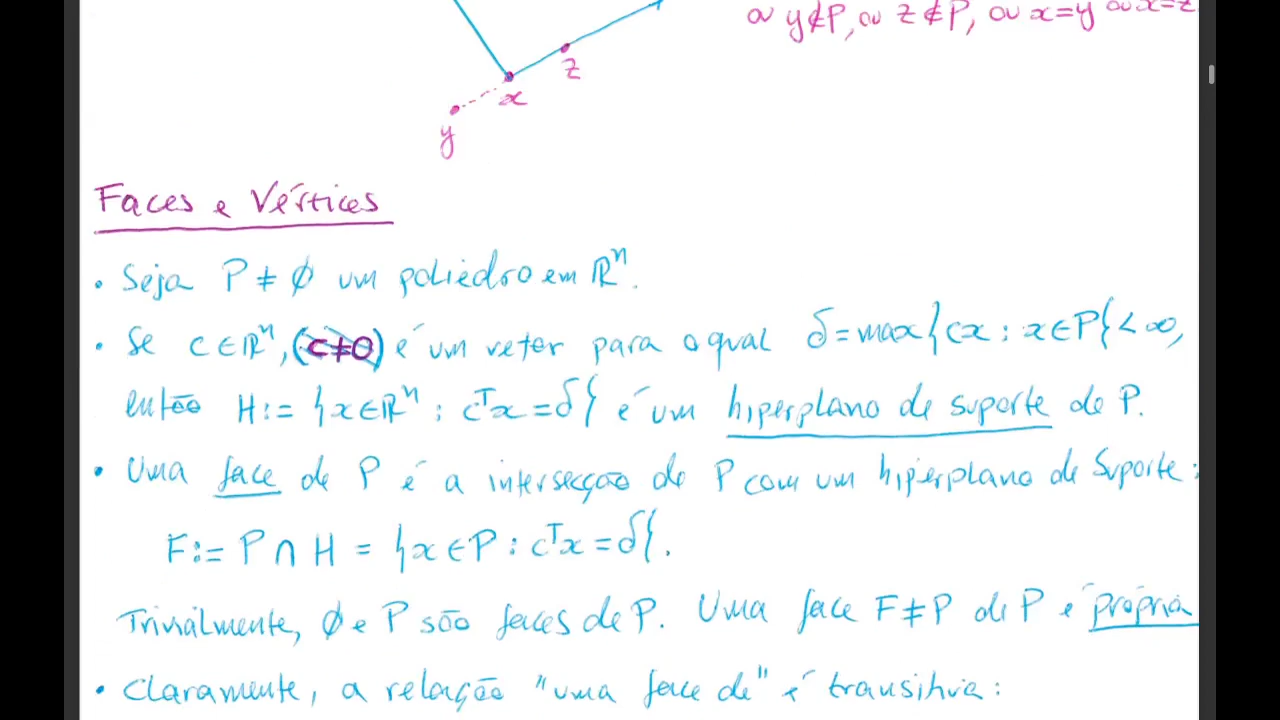 ou y∉P, ou z∉P, ou x=y ou x=z
z
x
y
Faces e Vértices
• Seja P ≠ ∅ um poliedro em ℝⁿ.
• Se c∈ℝⁿ, (c≠0) é um vetor para o qual δ=max{cx : x∈P} < ∞,
então H:= {x∈ℝⁿ : cᵀx = δ} é um hiperplano de suporte de P.
• Uma face de P é a intersecção de P com um hiperplano de suporte:
F:= P ∩ H = {x∈P : cᵀx = δ}.
Trivialmente, ∅ e P são faces de P. Uma face F≠P de P é própria
• Claramente, a relação "uma face de" é transitiva: